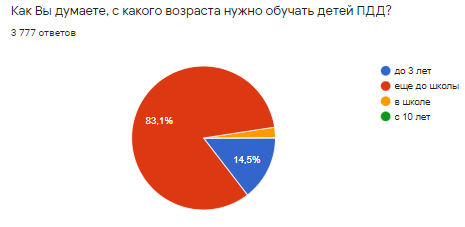 Как Вы думаете, с какого возраста нужно обучать детей ПДД?
3 777 ответов
до 3 лет
еще до школы
в школе
с 10 лет
83,1%
14,5%